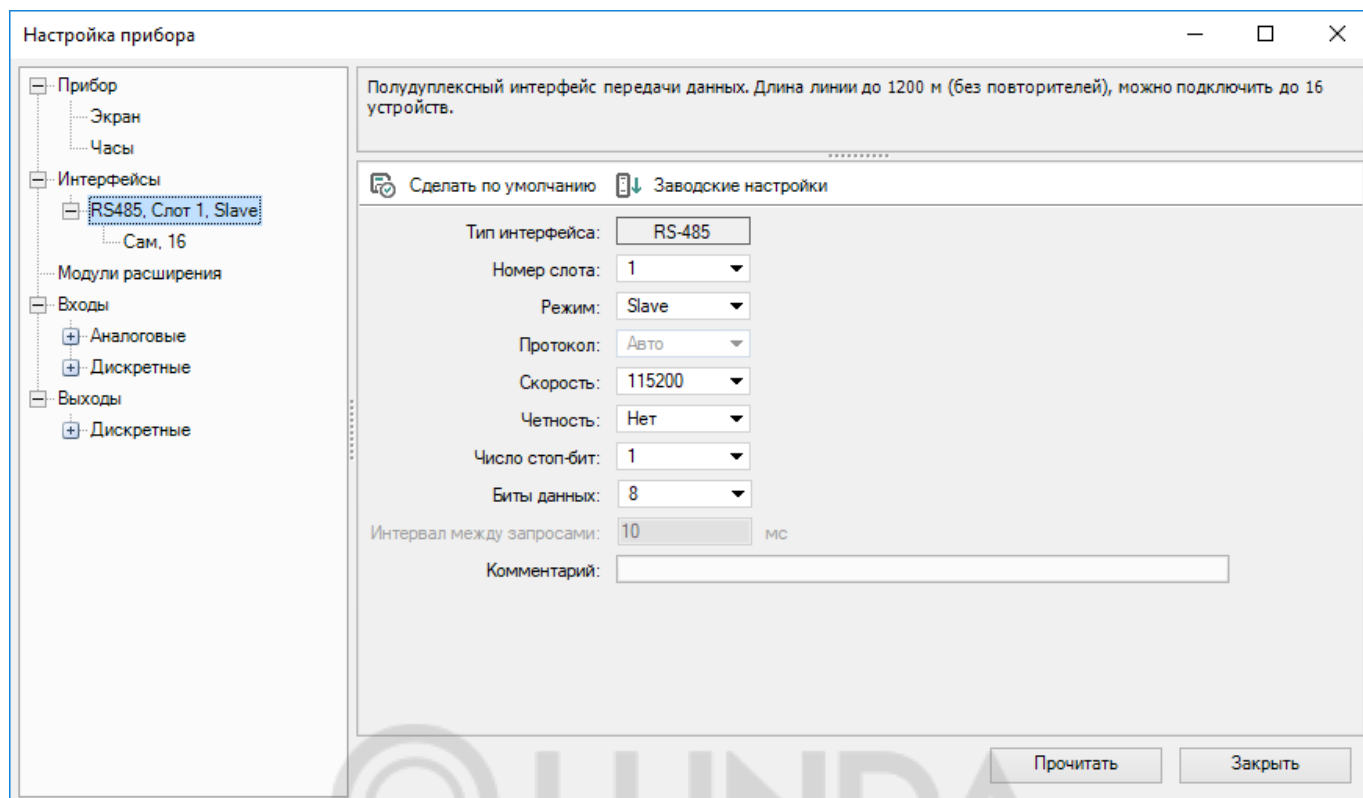 Настройка прибора
Прибор
Экран
Часы
Интерфейсы
RS485, Слот 1, Slave
Сам, 16
Модули расширения
Входы
Аналоговые
Дискретные
Выходы
Дискретные
Полудуплексный интерфейс передачи данных. Длина линии до 1200 м (без повторителей), можно подключить до 16
устройств.
Сделать по умолчанию Заводские настройки
Тип интерфейса: RS-485
Номер слота: 1
Режим: Slave
Протокол: Авто
Скорость: 115200
Четность: Нет
Число стоп-бит: 1
Биты данных: 8
Интервал между запросами: 10 мс
Комментарий:
Прочитать Закрыть